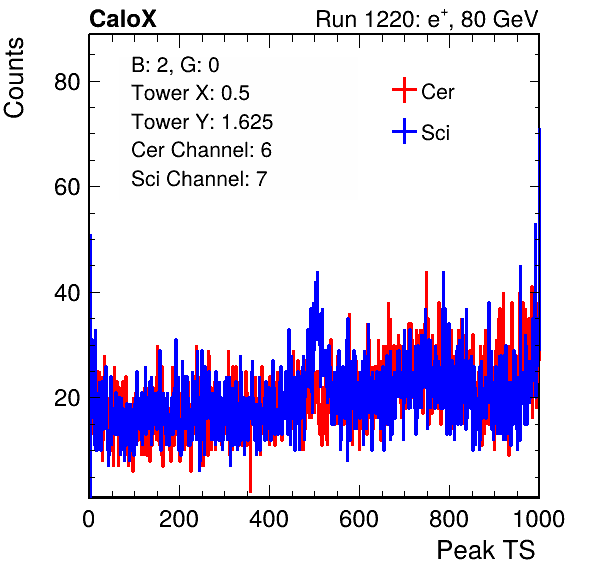 CaloX Run 1220: e⁺, 80 GeV
Counts
B: 2, G: 0
Tower X: 0.5
Tower Y: 1.625
Cer Channel: 6
Sci Channel: 7
Cer
Sci
80
60
40
20
0 200 400 600 800 1000
Peak TS